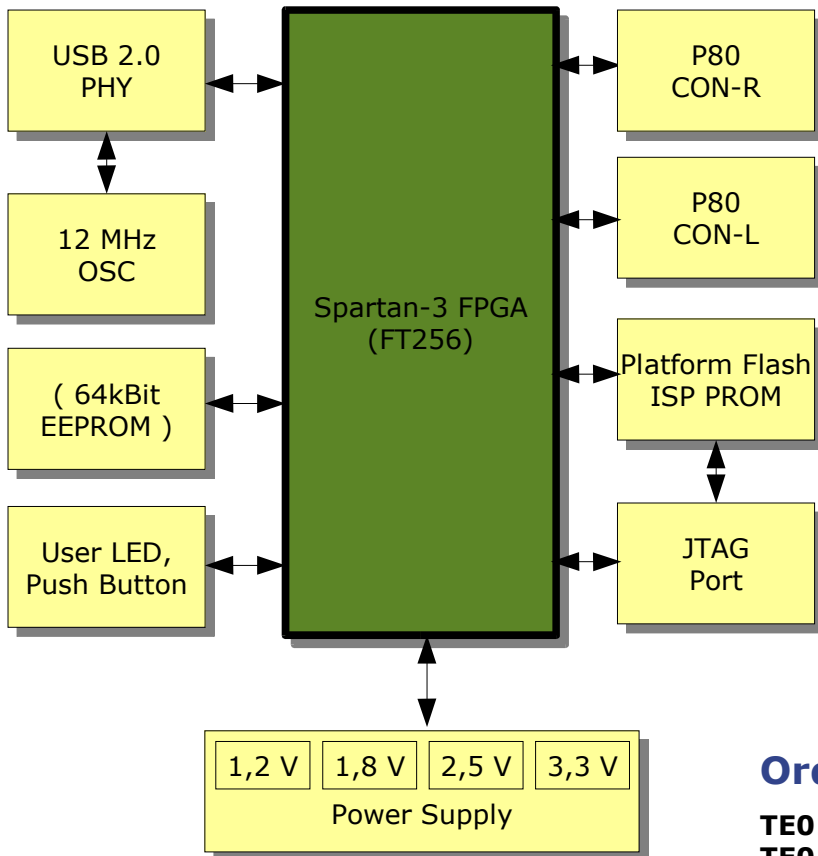 USB 2.0
PHY
12 MHz
OSC
( 64kBit
EEPROM )
User LED,
Push Button
Spartan-3 FPGA
(FT256)
P80
CON-R
P80
CON-L
Platform Flash
ISP PROM
JTAG
Port
1,2 V
1,8 V
2,5 V
3,3 V
Power Supply